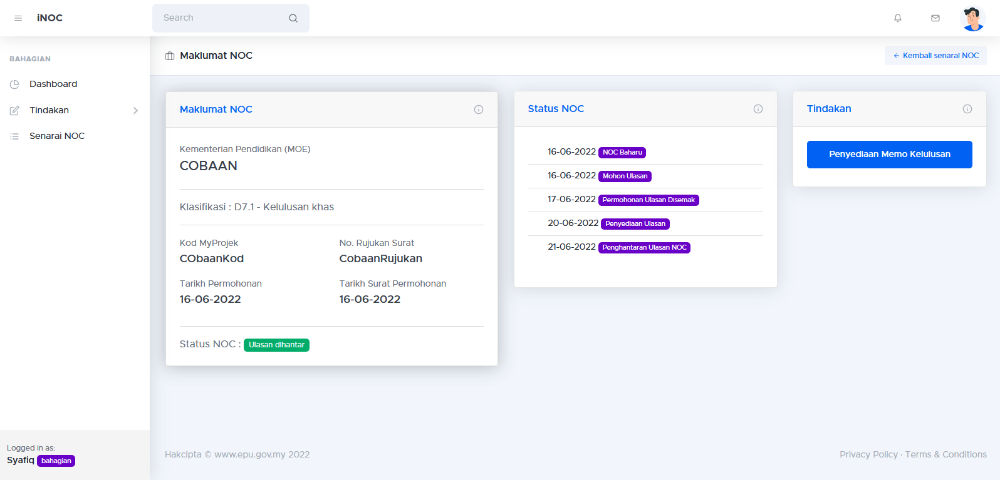 iNOC
Search
BAHAGIAN
Dashboard
Tindakan
Senarai NOC
Logged in as:
Syafiq bahagian
Maklumat NOC
Kembali senarai NOC
Maklumat NOC
Kementerian Pendidikan (MOE)
COBAAN
Klasifikasi : D7.1 - Kelulusan khas
Kod MyProjek
CObaanKod
No. Rujukan Surat
CobaanRujukan
Tarikh Permohonan
16-06-2022
Tarikh Surat Permohonan
16-06-2022
Status NOC : Ulasan dihantar
Status NOC
16-06-2022 NOC Baharu
16-06-2022 Mohon Ulasan
17-06-2022 Permohonan Ulasan Disemak
20-06-2022 Penyediaan Ulasan
21-06-2022 Penghantaran Ulasan NOC
Tindakan
Penyediaan Memo Kelulusan
Hakcipta © www.epu.gov.my 2022
Privacy Policy · Terms & Conditions